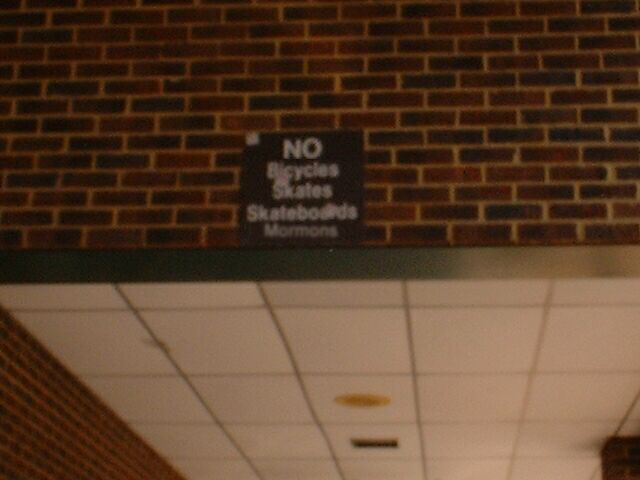 NO
Bicycles
Skates
Skateboards
Mormons